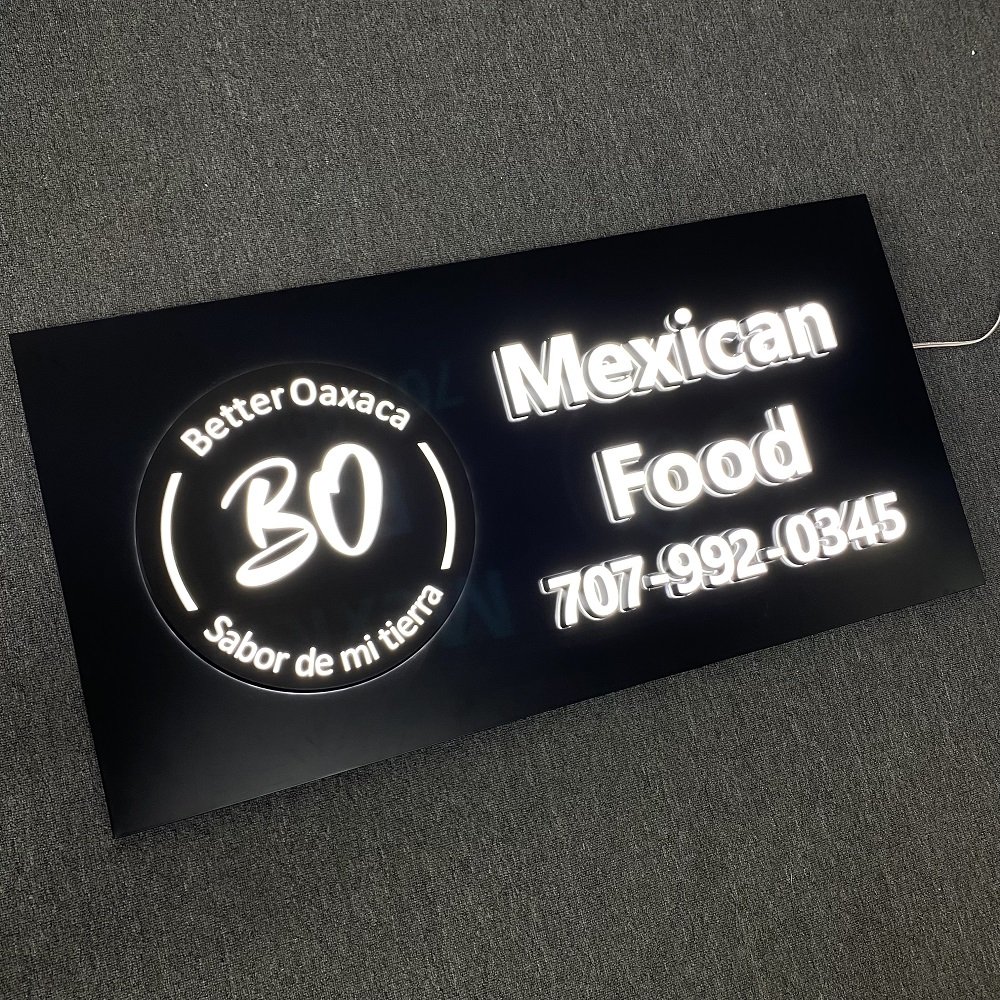 Better Oaxaca
BO
Sabor de mi tierra
Mexican
Food
707-992-0345